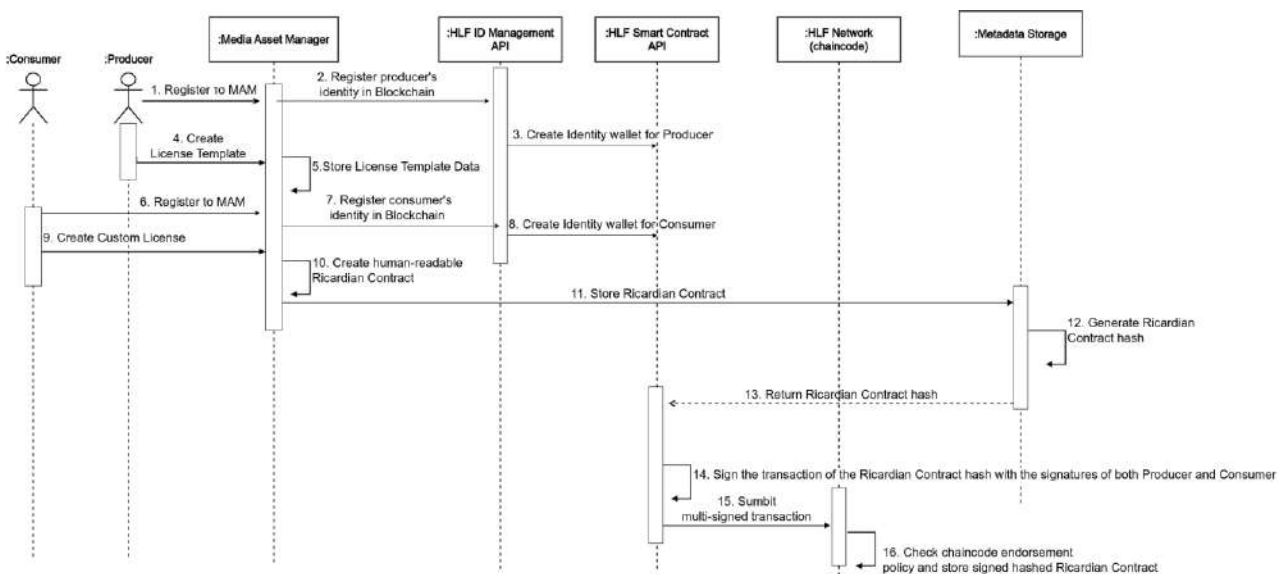 :Consumer
:Producer
:Media Asset Manager
:HLF ID Management
API
:HLF Smart Contract
API
:HLF Network
(chaincode)
:Metadata Storage
1. Register to MAM
2. Register producer's
identity in Blockchain
3. Create Identity wallet for Producer
4. Create
License Template
5.Store License Template Data
6. Register to MAM
7. Register consumer's
identity in Blockchain
8. Create Identity wallet for Consumer
9. Create Custom License
10. Create human-readable
Ricardian Contract
11. Store Ricardian Contract
12. Generate Ricardian
Contract hash
13. Return Ricardian Contract hash
14. Sign the transaction of the Ricardian Contract hash with the signatures of both Producer and Consumer
15. Sumbit
multi-signed transaction
16. Check chaincode endorsement
policy and store signed hashed Ricardian Contract